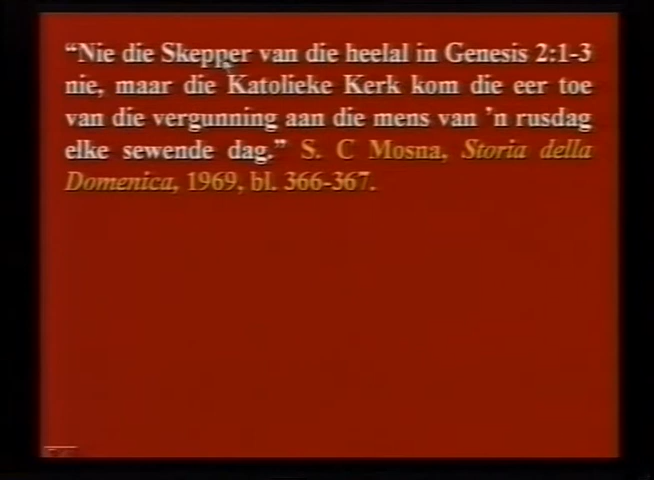 “Nie die Skepper van die heelal in Genesis 2:1-3
nie, maar die Katolieke Kerk kom die eer toe
van die vergunning aan die mens van ’n rusdag
elke sewende dag.” S. C Mosna, Storia della
Domenica, 1969, bl. 366-367.